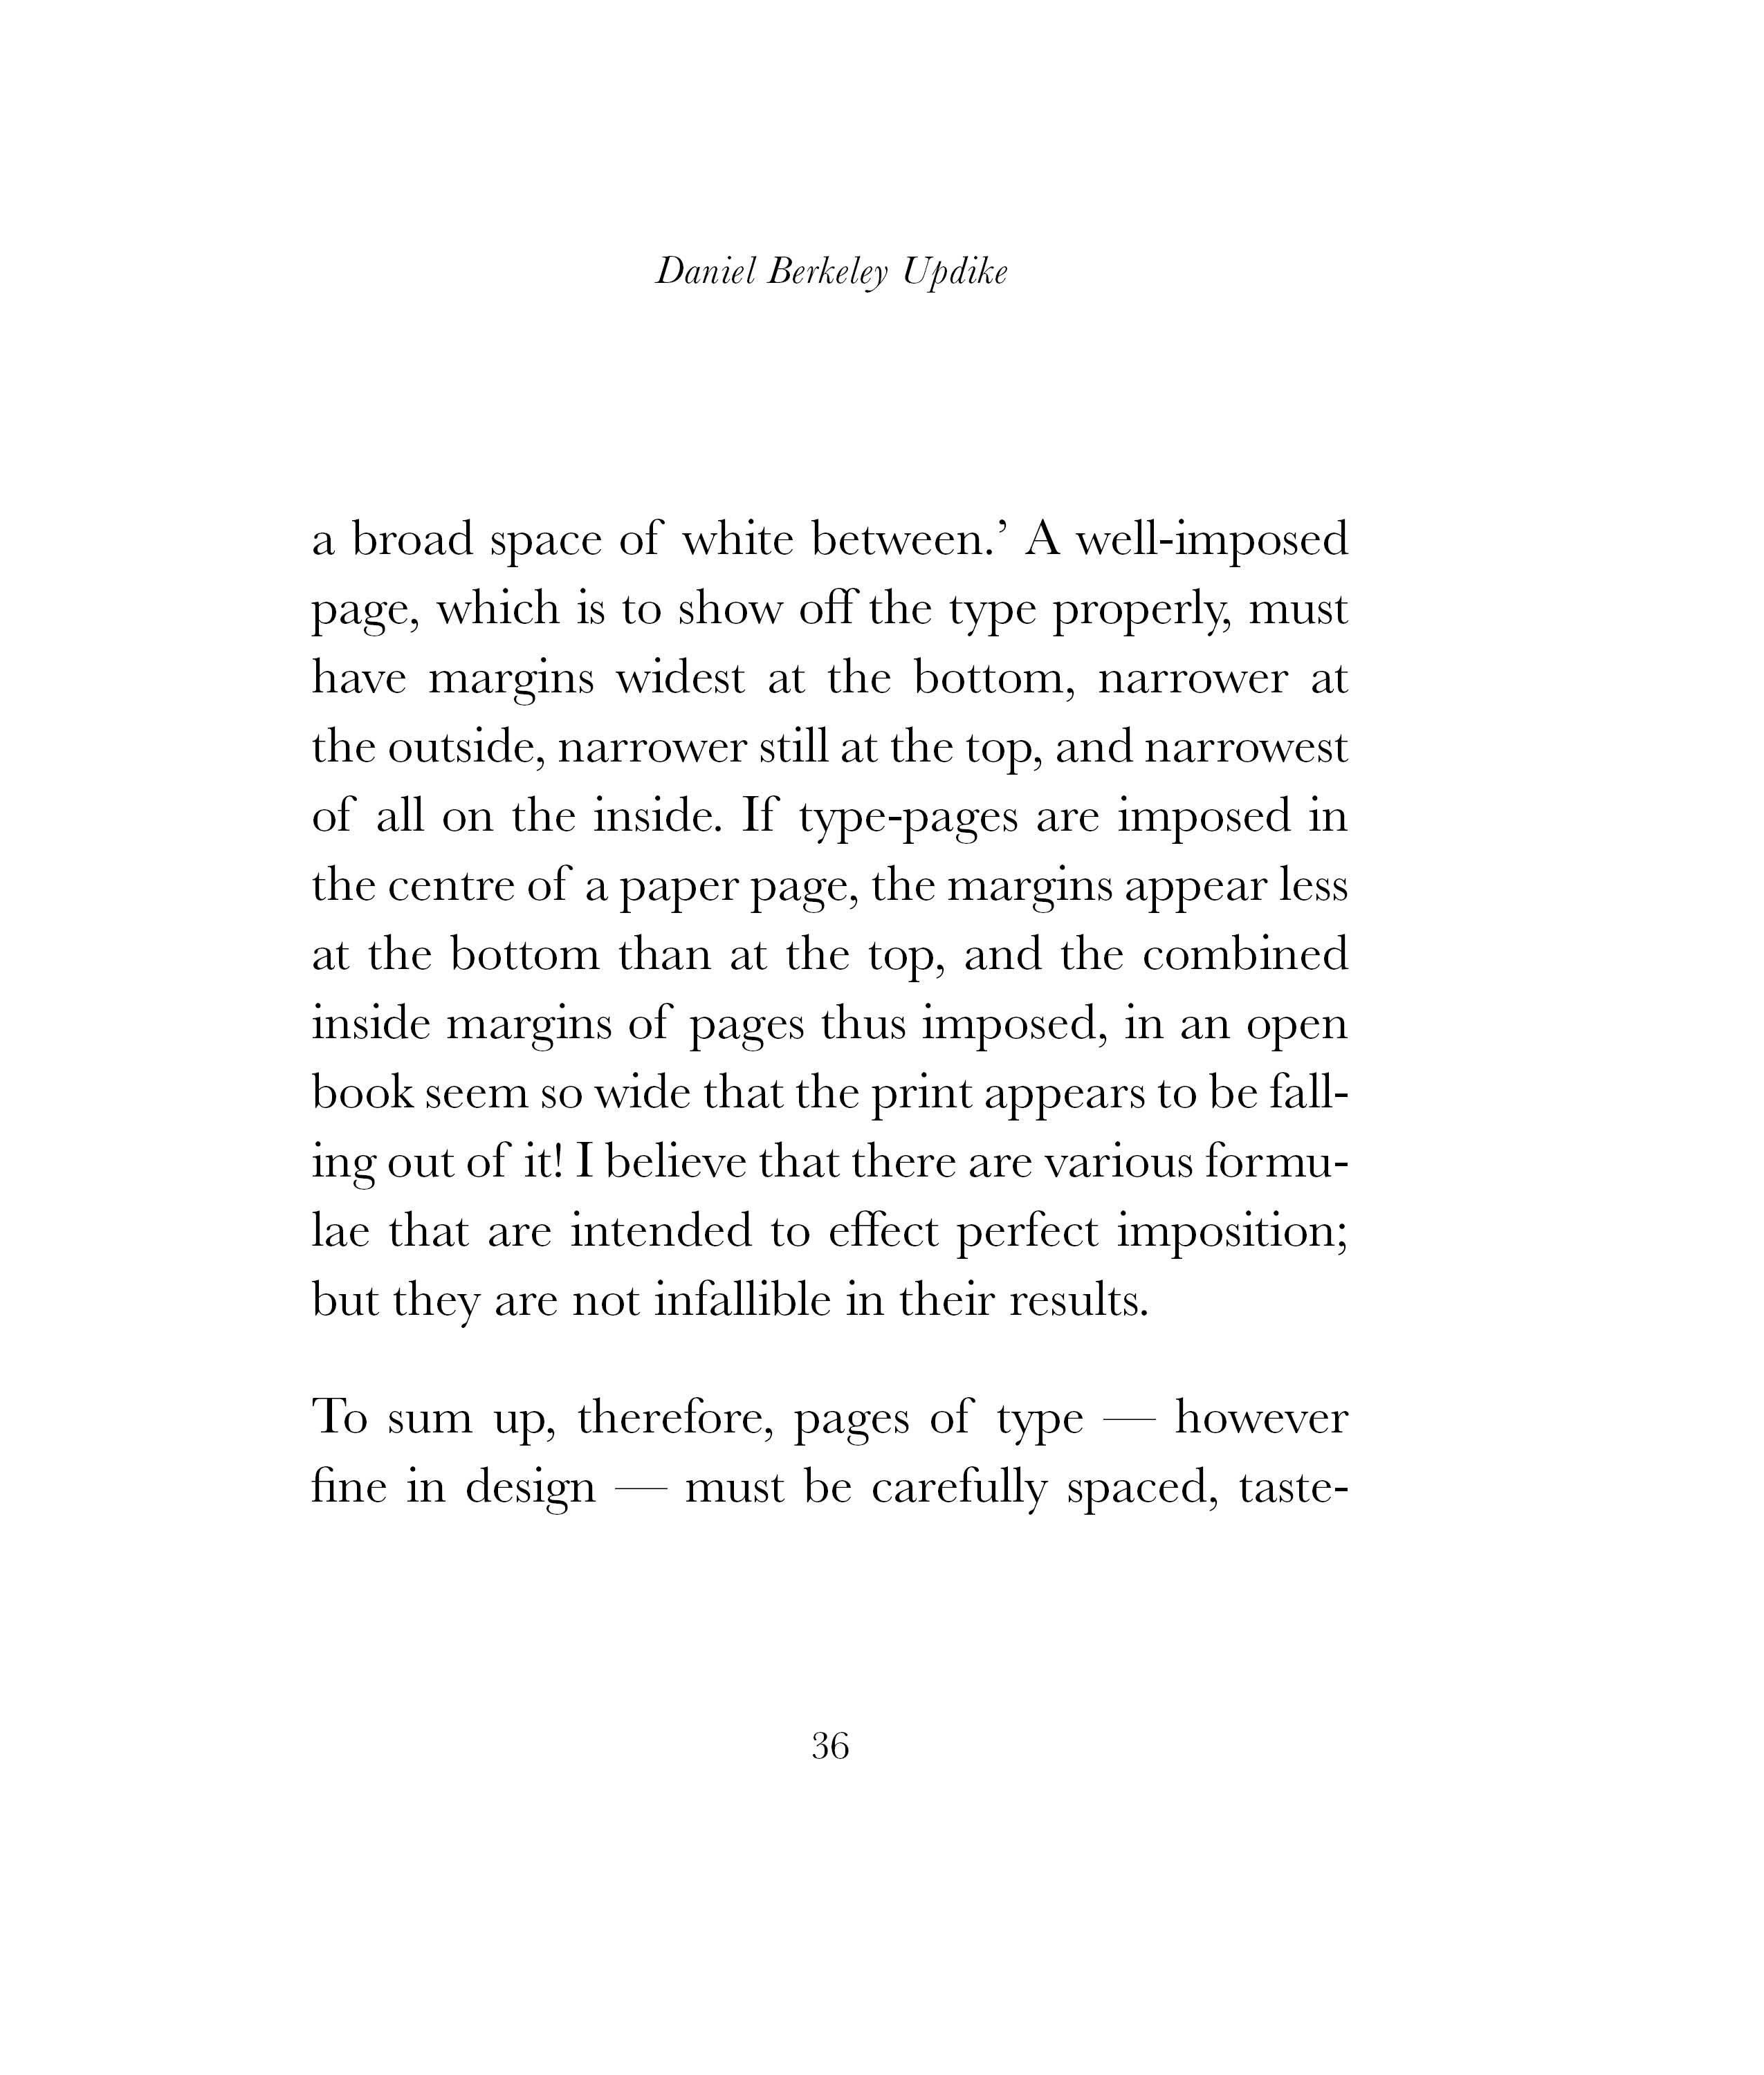 Daniel Berkeley Updike
a broad space of white between.’ A well-imposed
page, which is to show off the type properly, must
have margins widest at the bottom, narrower at
the outside, narrower still at the top, and narrowest
of all on the inside. If type-pages are imposed in
the centre of a paper page, the margins appear less
at the bottom than at the top, and the combined
inside margins of pages thus imposed, in an open
book seem so wide that the print appears to be fall-
ing out of it! I believe that there are various formu-
lae that are intended to effect perfect imposition;
but they are not infallible in their results.
To sum up, therefore, pages of type — however
fine in design — must be carefully spaced, taste-
36